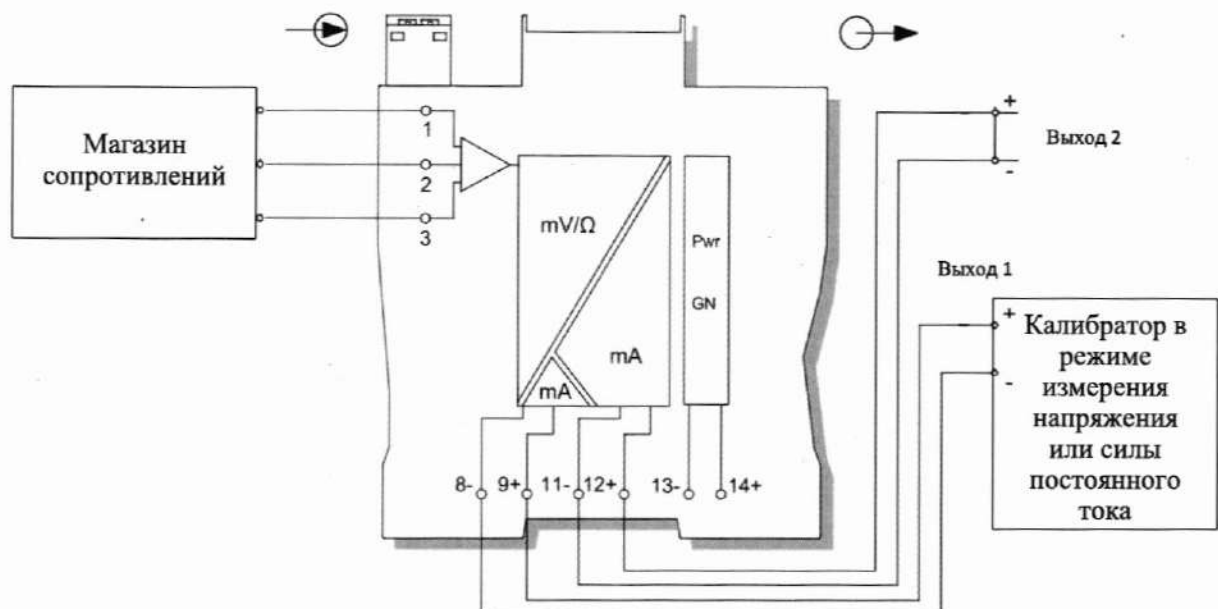 Магазин
сопротивлений
1
2
3
mV/Ω
mA
mA
Pwr
GN
8-
9+
11-
12+
13-
14+
+
-
Выход 2
Выход 1
+
-
Калибратор в
режиме
измерения
напряжения
или силы
постоянного
тока